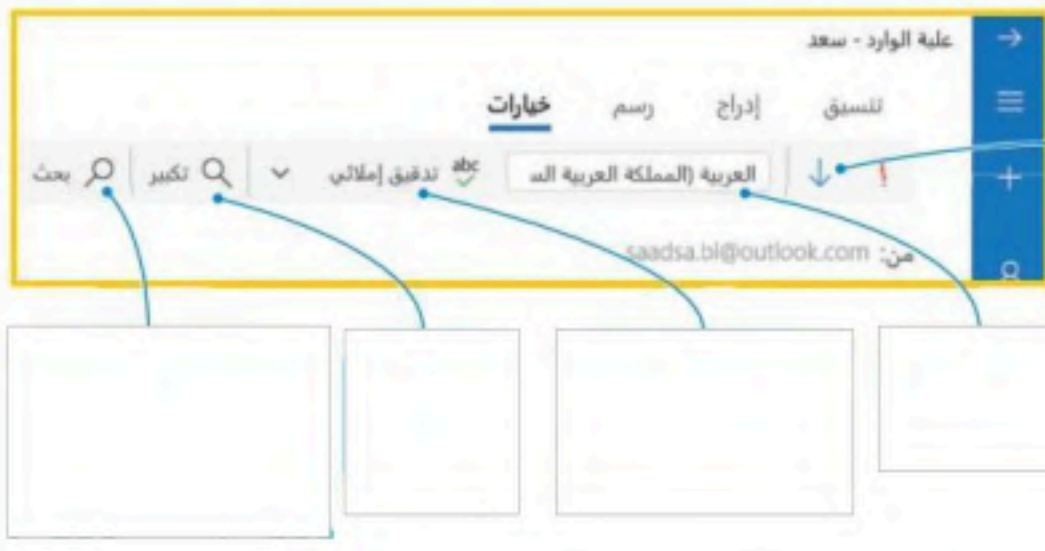 علبة الوارد - سعد
تنسيق إدراج رسم خيارات
! العربية (المملكة العربية الس abc تدقيق إملائي تكبير بحث
من: saadsa.bl@outlook.com